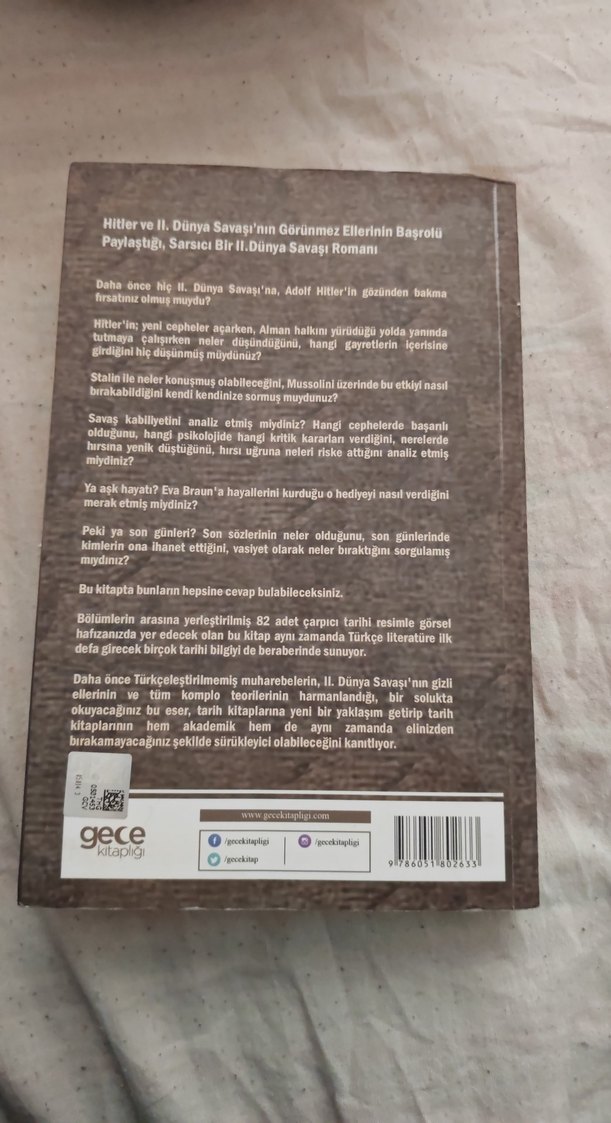 Hitler ve II. Dünya Savaşı'nın Görünmez Ellerinin Başrolü
Paylaştığı, Sarsıcı Bir II.Dünya Savaşı Romanı
Daha önce hiç II. Dünya Savaşı'na, Adolf Hitler'in gözünden bakma
fırsatınız olmuş muydu?
Hitler'in; yeni cepheler açarken, Alman halkını yürüdüğü yolda yanında
tutmaya çalışırken neler düşündüğünü, hangi gayretlerin içerisine
girdiğini hiç düşünmüş müydünüz?
Stalin ile neler konuşmuş olabileceğini, Mussolini üzerinde bu etkiyi nasıl
bırakabildiğini kendi kendinize sormuş muydunuz?
Savaş kabiliyetini analiz etmiş miydiniz? Hangi cephelerde başarılı
olduğunu, hangi psikolojide hangi kritik kararları verdiğini, nerelerde
hırsına yenik düştüğünü, hırsı uğruna neleri riske attığını analiz etmiş
miydiniz?
Ya aşk hayatı? Eva Braun'a hayallerini kurduğu o hediyeyi nasıl verdiğini
merak etmiş miydiniz?
Peki ya son günleri? Son sözlerinin neler olduğunu, son günlerinde
kimlerin ona ihanet ettiğini, vasiyet olarak neler bıraktığını sorgulamış
mıydınız?
Bu kitapta bunların hepsine cevap bulabileceksiniz.
Bölümlerin arasına yerleştirilmiş 82 adet çarpıcı tarihi resimle görsel
hafızanızda yer edecek olan bu kitap aynı zamanda Türkçe literatüre ilk
defa girecek birçok tarihi bilgiyi de beraberinde sunuyor.
Daha önce Türkçeleştirilmemiş muharebelerin, II. Dünya Savaşı'nın gizli
ellerinin ve tüm komplo teorilerinin harmanlandığı, bir solukta
okuyacağınız bu eser, tarih kitaplarına yeni bir yaklaşım getirip tarih
kitaplarının hem akademik hem de aynı zamanda elinizden
bırakamayacağınız şekilde sürükleyici olabileceğini kanıtlıyor.
gece
kitaplığı
www.gecekitapligi.com
/gecekitapligi
/gecekitapligi
/gecekitap
9 786051 802633